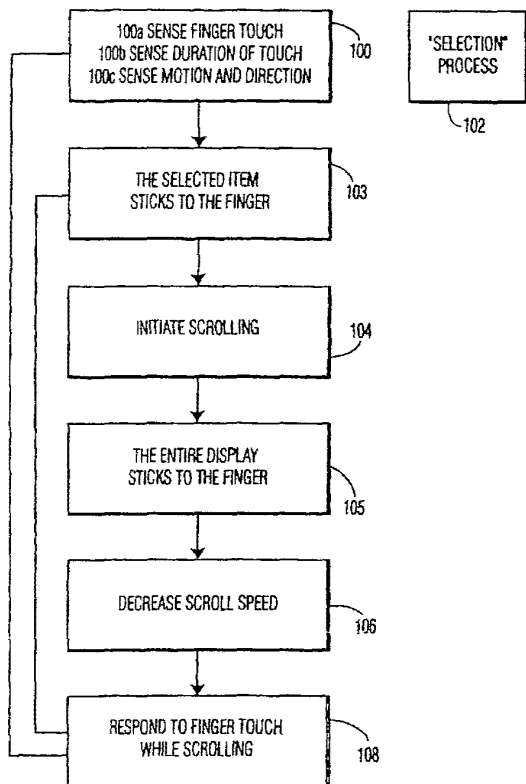 100a SENSE FINGER TOUCH
100b SENSE DURATION OF TOUCH
100c SENSE MOTION AND DIRECTION
100
"SELECTION"
PROCESS
102
THE SELECTED ITEM
STICKS TO THE FINGER
103
INITIATE SCROLLING
104
THE ENTIRE DISPLAY
STICKS TO THE FINGER
105
DECREASE SCROLL SPEED
106
RESPOND TO FINGER TOUCH
WHILE SCROLLING
108